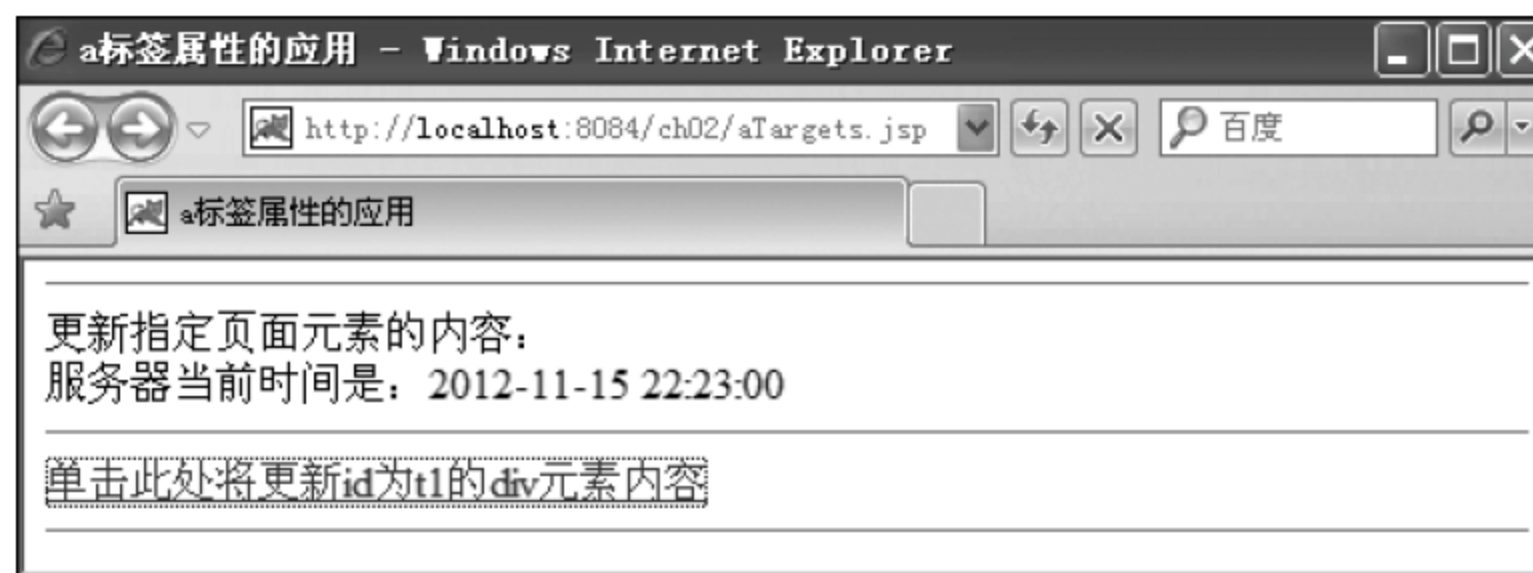 a标签属性的应用 - Windows Internet Explorer
http://localhost:8084/ch02/aTargets.jsp 百度
a标签属性的应用
更新指定页面元素的内容：
服务器当前时间是：2012-11-15 22:23:00
单击此处将更新id为t1的div元素内容